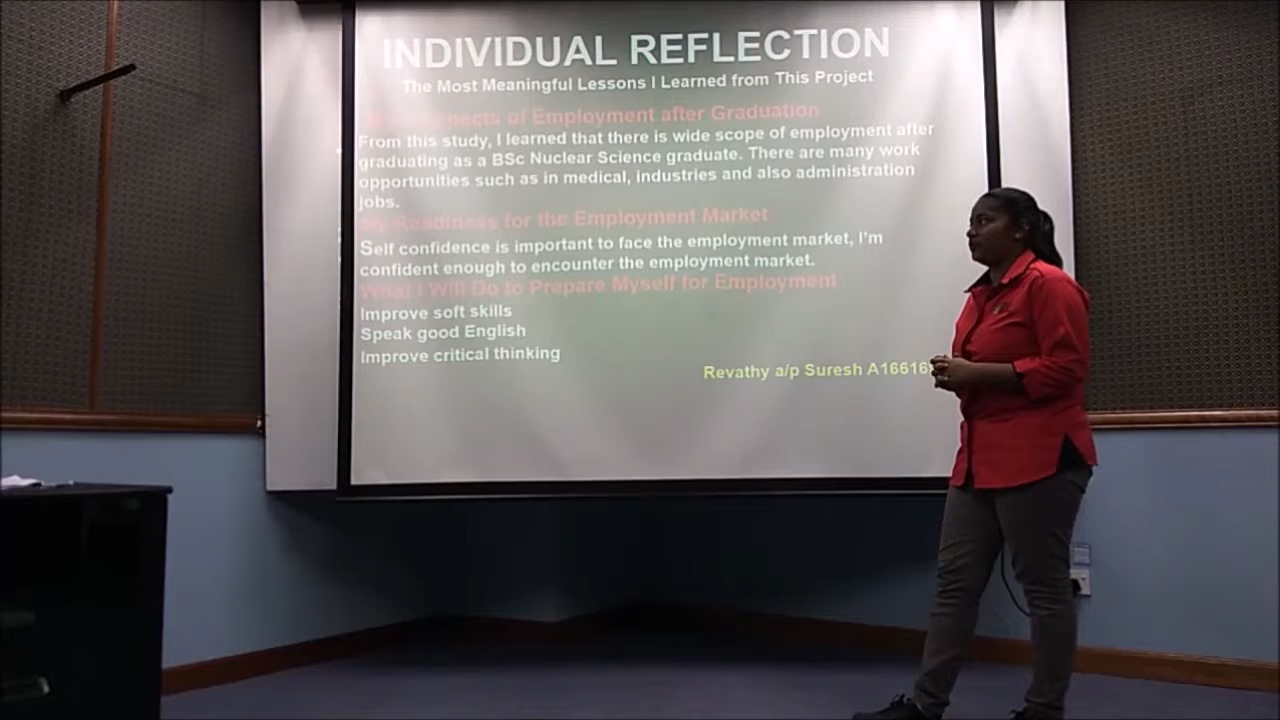 INDIVIDUAL REFLECTION
The Most Meaningful Lessons I Learned from This Project
of Employment after Graduation
From this study, I learned that there is wide scope of employment after
graduating as a BSc Nuclear Science graduate. There are many work
opportunities such as in medical, industries and also administration
jobs.
My Readiness for the Employment Market
Self confidence is important to face the employment market, I'm
confident enough to encounter the employment market.
What I Will Do to Prepare Myself for Employment
Improve soft skills
Speak good English
Improve critical thinking
Revathy a/p Suresh A16616